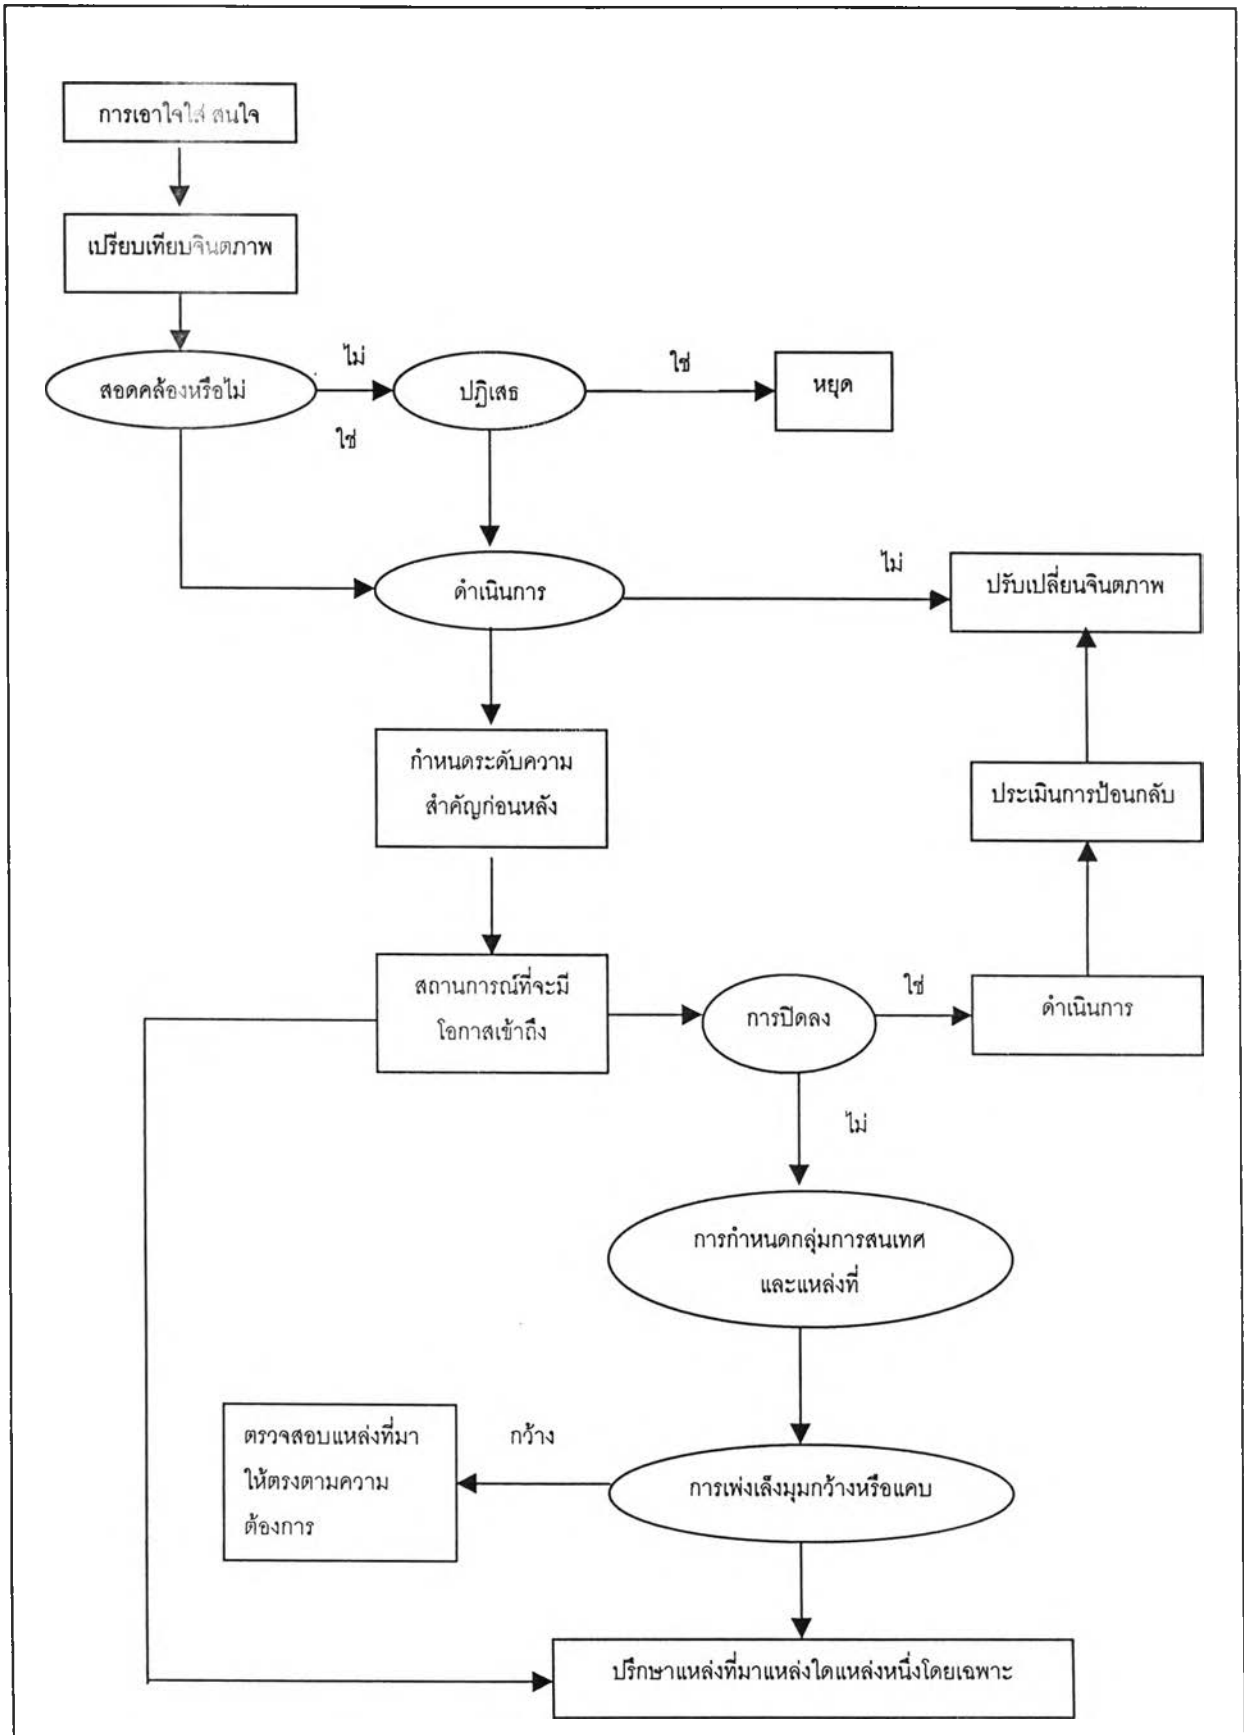 การเอาใจใส่ สนใจ
เปรียบเทียบจินตภาพ
สอดคล้องหรือไม่
ไม่
ปฏิเสธ
ใช่
หยุด
ใช่
ดำเนินการ
ไม่
ปรับเปลี่ยนจินตภาพ
กำหนดระดับความ
สำคัญก่อนหลัง
ประเมินการป้อนกลับ
สถานการณ์ที่จะมี
โอกาสเข้าถึง
การปิดลง
ใช่
ดำเนินการ
ไม่
การกำหนดกลุ่มการสนเทศ
และแหล่งที่
ตรวจสอบแหล่งที่มา
ให้ตรงตามความ
ต้องการ
กว้าง
การเพ่งเล็งมุมกว้างหรือแคบ
ปรึกษาแหล่งที่มาแหล่งใดแหล่งหนึ่งโดยเฉพาะ